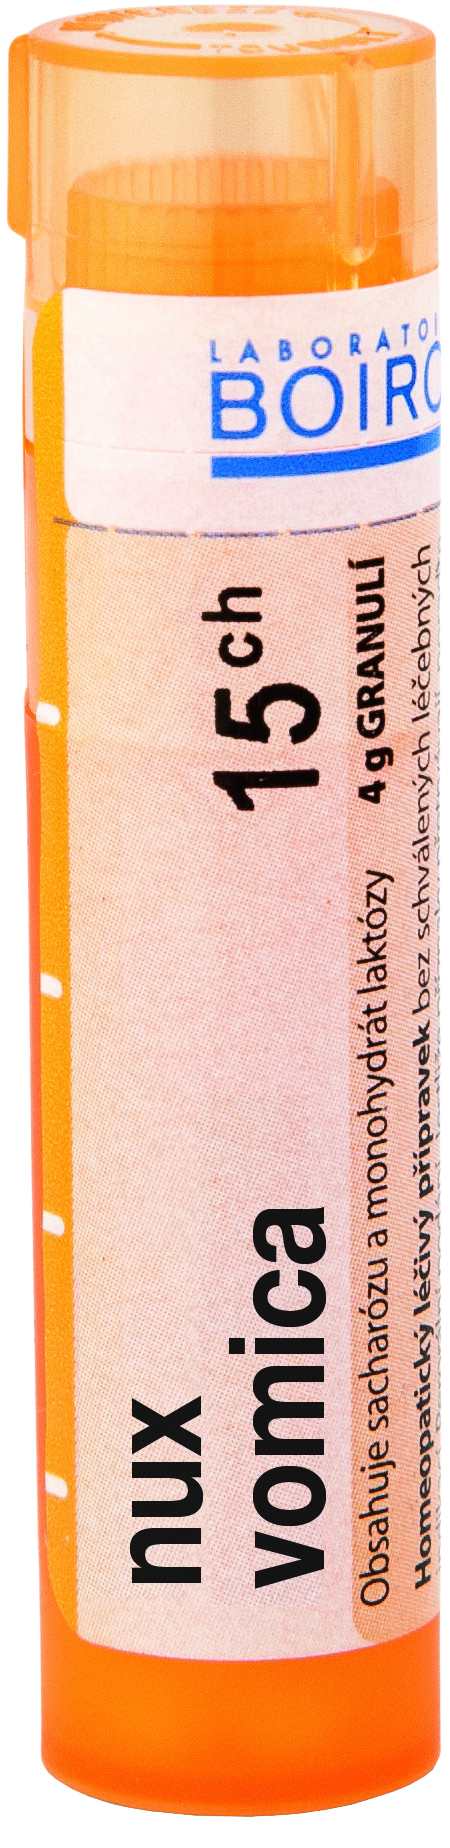 LABORATOI
BOIRO
nux
vomica
15 ch
4 g GRANULÍ
Obsahuje sacharózu a monohydrát laktózy
Homeopatický léčivý přípravek bez schválených léčebných